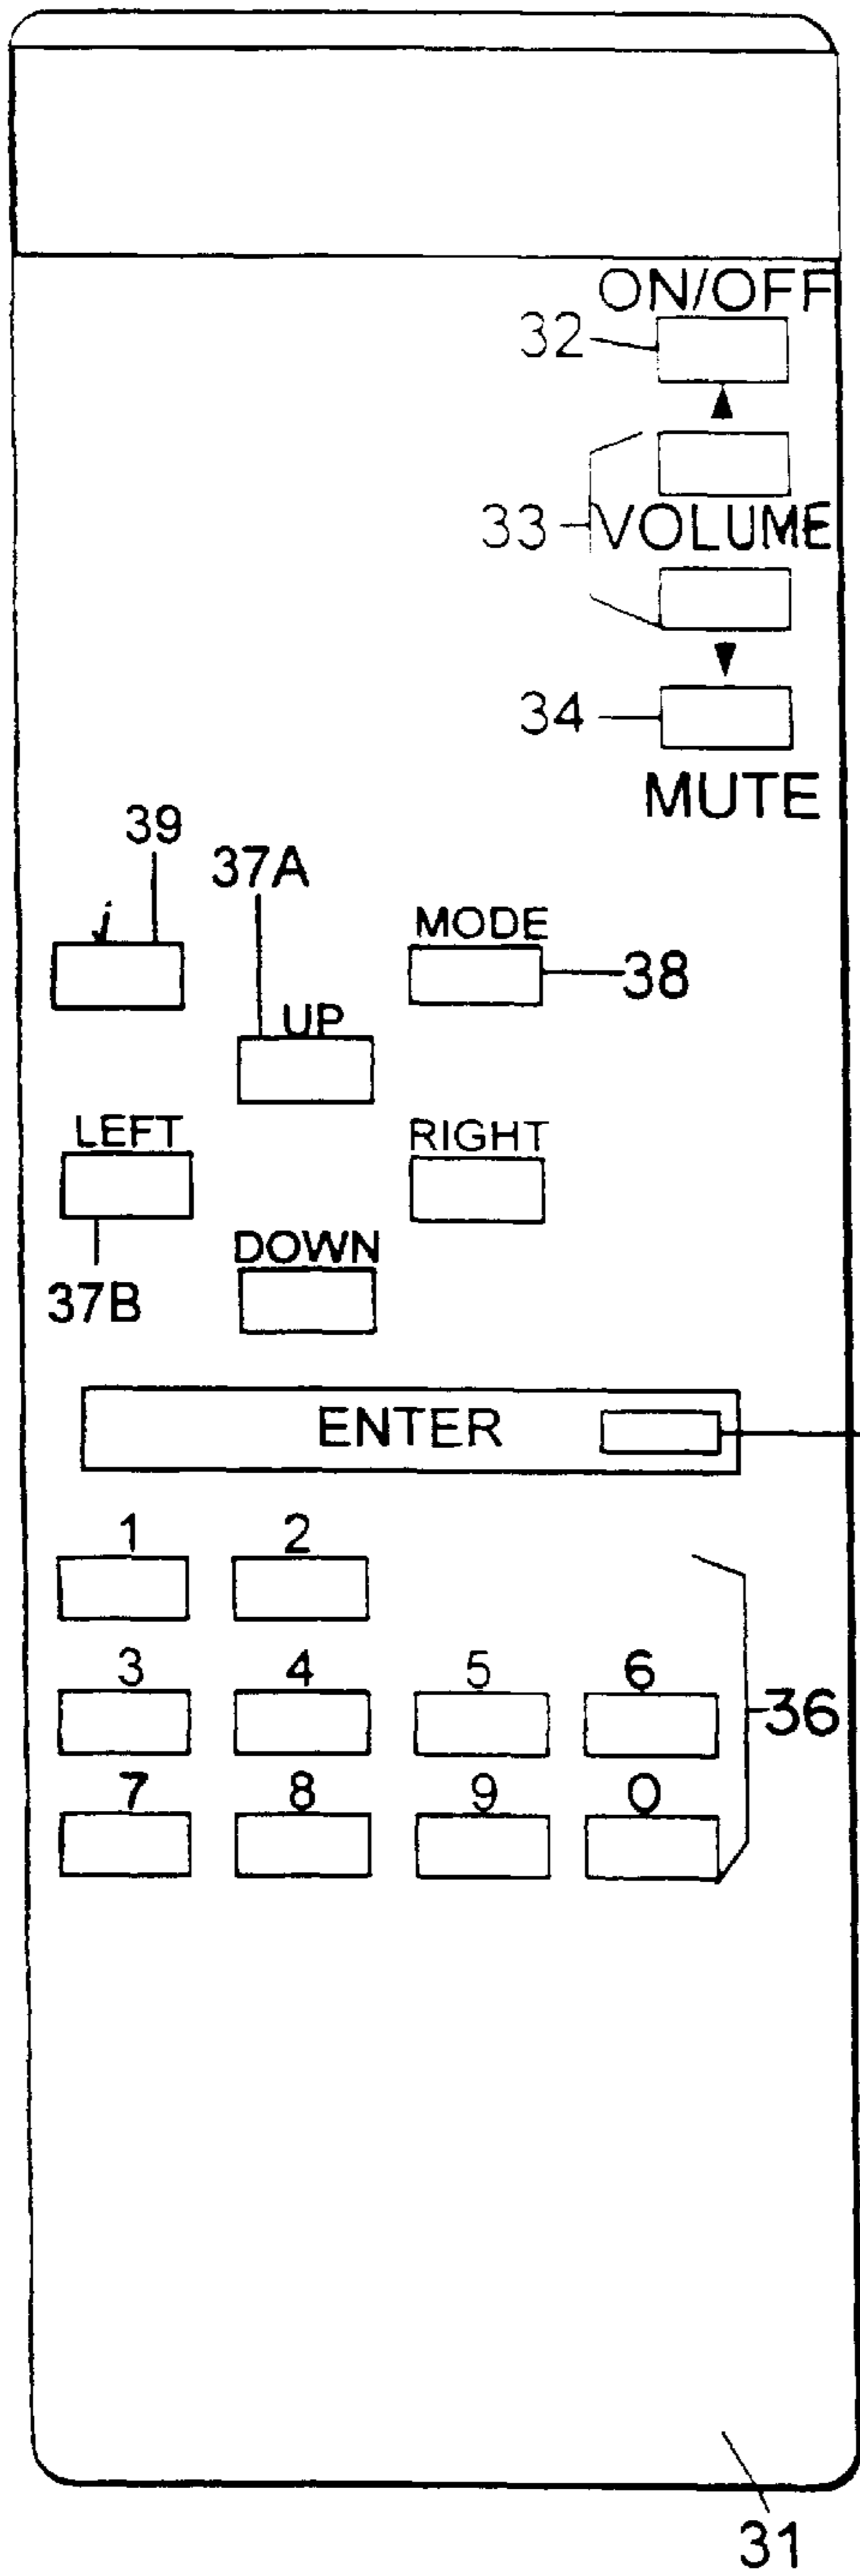 ON/OFF
32
33 VOLUME
34
MUTE
39
37A
i
MODE
38
UP
LEFT
RIGHT
DOWN
37B
ENTER
1 2
3 4 5 6
36
7 8 9 0
31